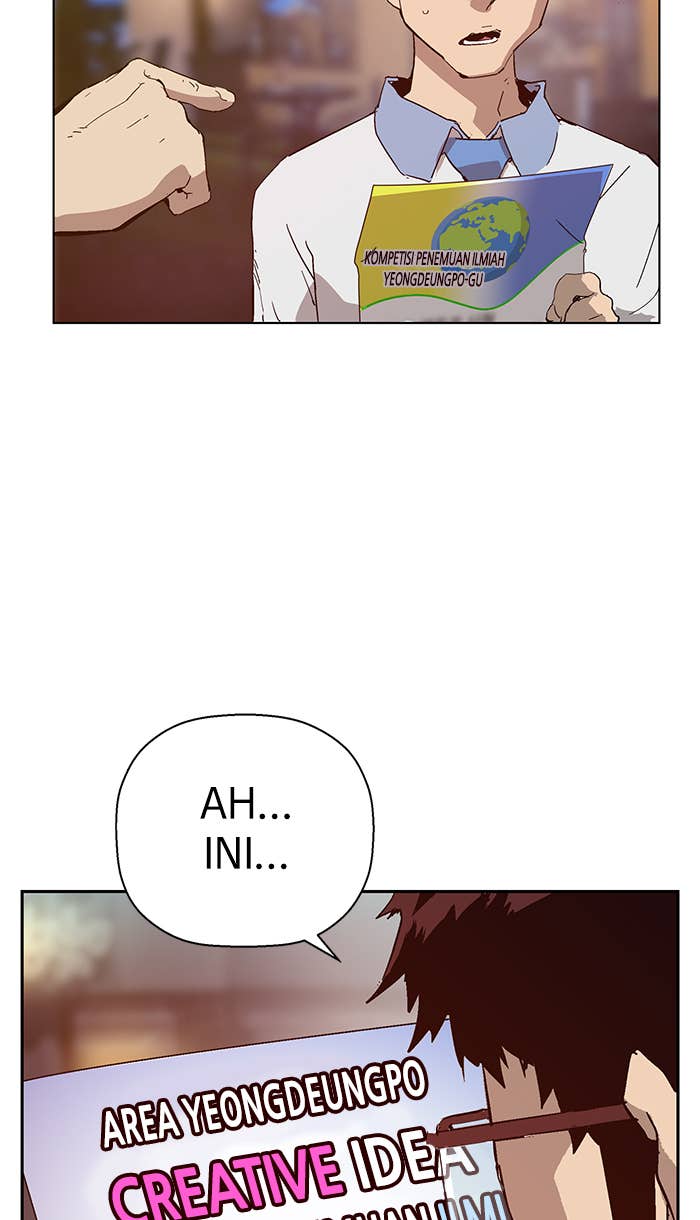 KOMPETISI PENEMUAN ILMIAH
YEONGDEUNGPO-GU
AH...
INI...
AREA YEONGDEUNGPO
CREATIVE IDEA